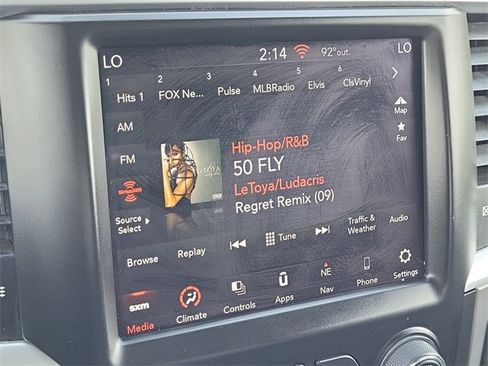 LO
2:14
92°out.
LO
1 Hits 1
2 FOX Ne...
3 Pulse
4 MLBRadio
5 Elvis
6 ClsVinyl
AM
FM
siriusxm
Source
Select
Hip-Hop/R&B
50 FLY
LeToya/Ludacris
Regret Remix (09)
LETOYA
Map
Fav
Browse
Replay
Tune
Traffic &
Weather
Audio
sxm
Media
Climate
Controls
Apps
NE
Nav
Phone
Settings